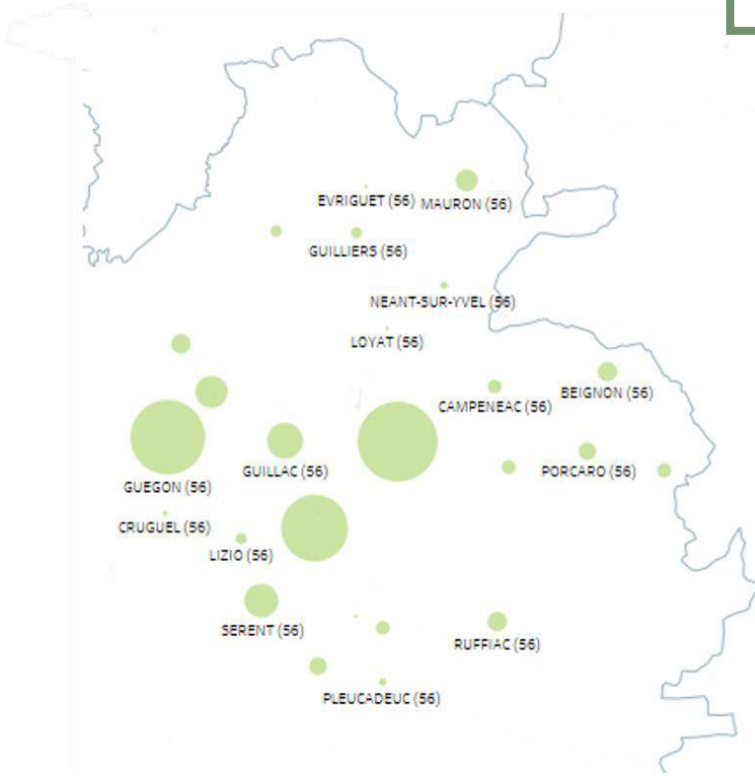 EVRIGUET (56)
MAURON (56)
GUILLIERS (56)
NEANT-SUR-YVEL (56)
LOYAT (56)
BEIGNON (56)
CAMPENEAC (56)
GUILLAC (56)
PORCARO (56)
GUEGON (56)
CRUGUEL (56)
LIZIO (56)
SERENT (56)
RUFFIAC (56)
PLEUCADEUC (56)